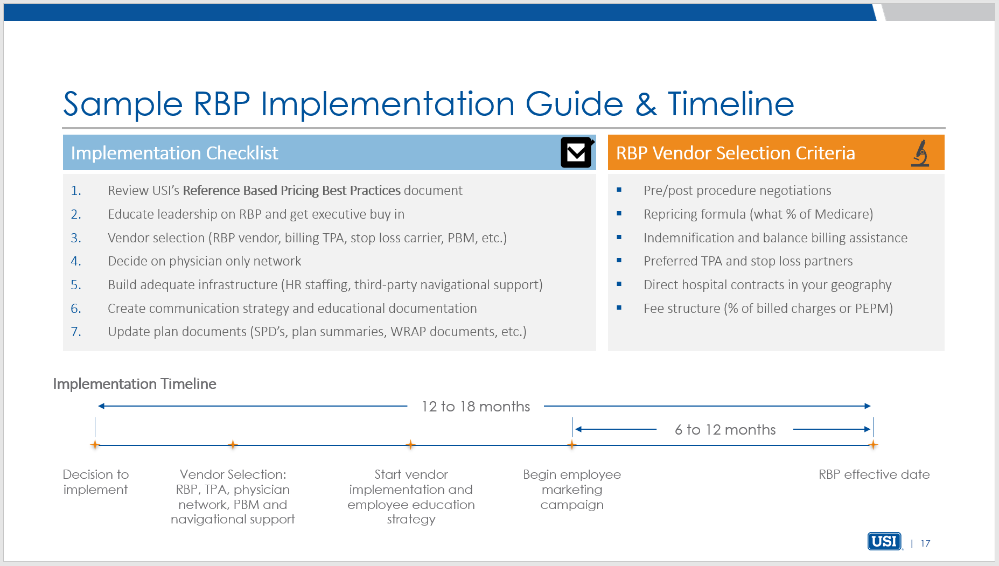 Sample RBP Implementation Guide & Timeline
Implementation Checklist
1. Review USI’s Reference Based Pricing Best Practices document
2. Educate leadership on RBP and get executive buy in
3. Vendor selection (RBP vendor, billing TPA, stop loss carrier, PBM, etc.)
4. Decide on physician only network
5. Build adequate infrastructure (HR staffing, third-party navigational support)
6. Create communication strategy and educational documentation
7. Update plan documents (SPD’s, plan summaries, WRAP documents, etc.)
RBP Vendor Selection Criteria
▪ Pre/post procedure negotiations
▪ Repricing formula (what % of Medicare)
▪ Indemnification and balance billing assistance
▪ Preferred TPA and stop loss partners
▪ Direct hospital contracts in your geography
▪ Fee structure (% of billed charges or PEPM)
Implementation Timeline
12 to 18 months
6 to 12 months
Decision to
implement
Vendor Selection:
RBP, TPA, physician
network, PBM and
navigational support
Start vendor
implementation and
employee education
strategy
Begin employee
marketing
campaign
RBP effective date
USI® | 17